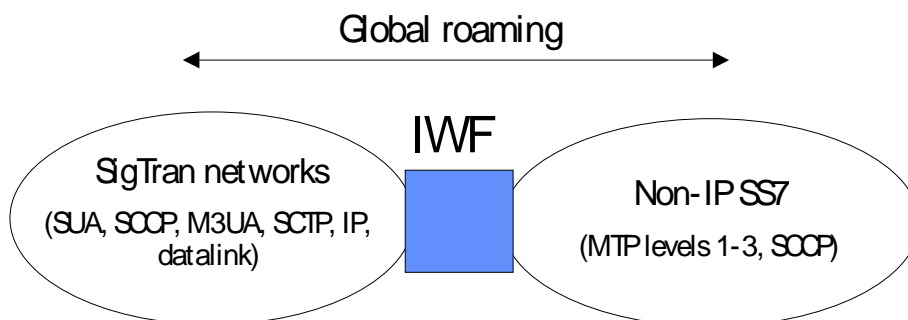 Global roaming
IWF
SigTran networks
(SUA, SCCP, M3UA, SCTP, IP,
datalink)
Non-IP SS7
(MTP levels 1-3, SCCP)